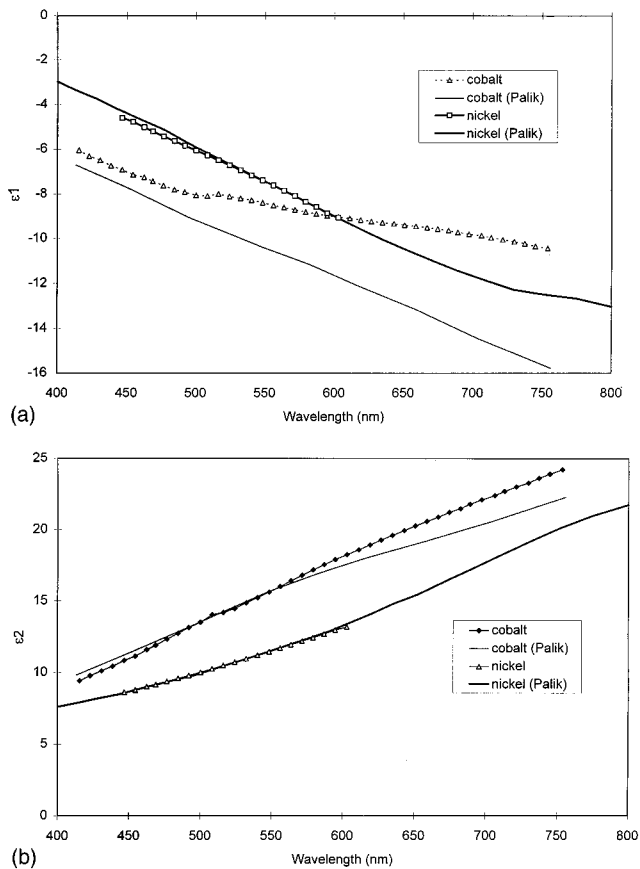 0
-2
-4
-6
-8
-10
-12
-14
-16
ε1
cobalt
cobalt (Palik)
nickel
nickel (Palik)
400 450 500 550 600 650 700 750 800
Wavelength (nm)
(a)
25
20
15
10
5
0
ε2
cobalt
cobalt (Palik)
nickel
nickel (Palik)
400 450 500 550 600 650 700 750 800
Wavelength (nm)
(b)